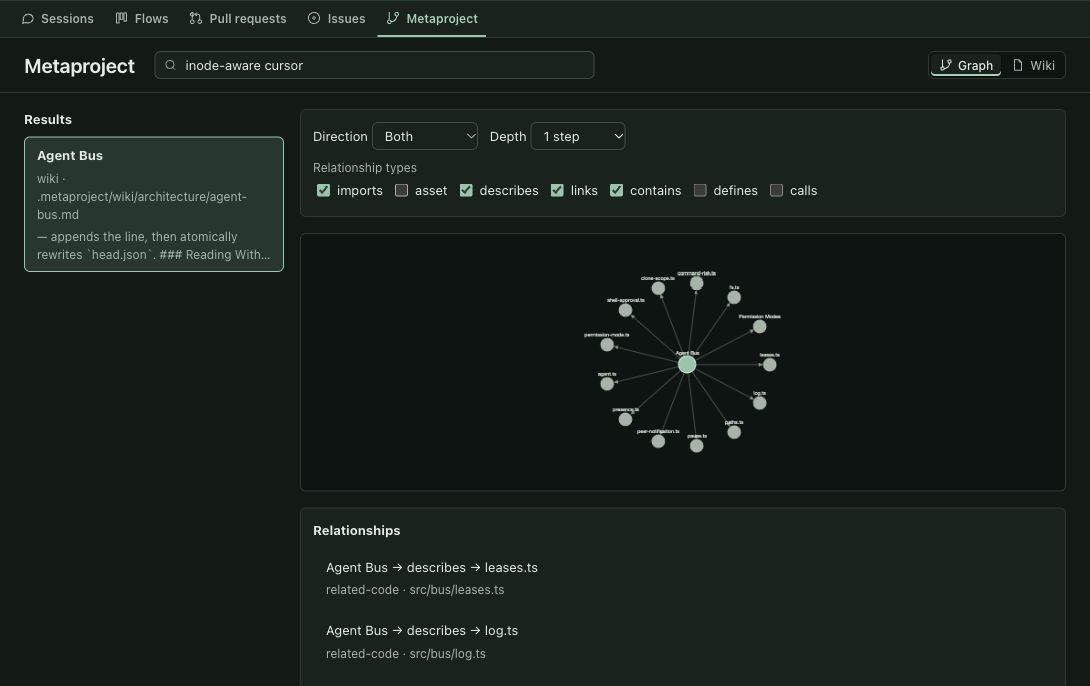 Sessions
Flows
Pull requests
Issues
Metaproject
Metaproject
inode-aware cursor
Graph
Wiki
Results
Agent Bus
wiki ·
.metaproject/wiki/architecture/agent-
bus.md
— appends the line, then atomically
rewrites `head.json`. ### Reading With...
Direction
Both
Depth
1 step
Relationship types
imports
asset
describes
links
contains
defines
calls
command-risk.ts
clone-scope.ts
fs.ts
shell-approval.ts
Permission Modes
permission-mode.ts
Agent Bus
leases.ts
agent.ts
log.ts
presence.ts
paths.ts
peer-notification.ts
pause.ts
Relationships
Agent Bus → describes → leases.ts
related-code · src/bus/leases.ts
Agent Bus → describes → log.ts
related-code · src/bus/log.ts